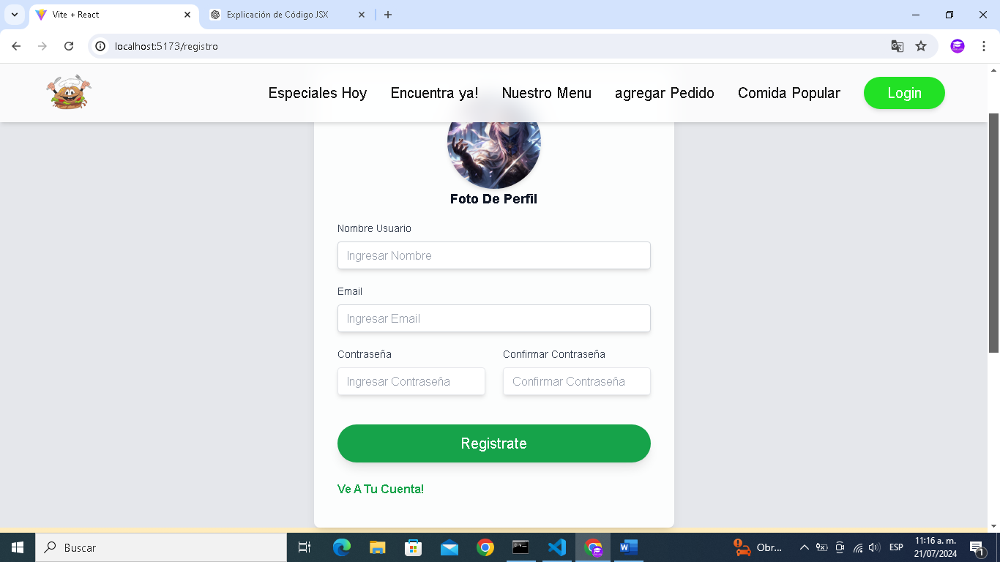 Vite + React
Explicación de Código JSX
localhost:5173/registro
Especiales Hoy
Encuentra ya!
Nuestro Menu
agregar Pedido
Comida Popular
Login
Foto De Perfil
Nombre Usuario
Ingresar Nombre
Email
Ingresar Email
Contraseña
Confirmar Contraseña
Ingresar Contraseña
Confirmar Contraseña
Registrate
Ve A Tu Cuenta!
Buscar
Obr...
ESP
11:16 a. m.
21/07/2024
1